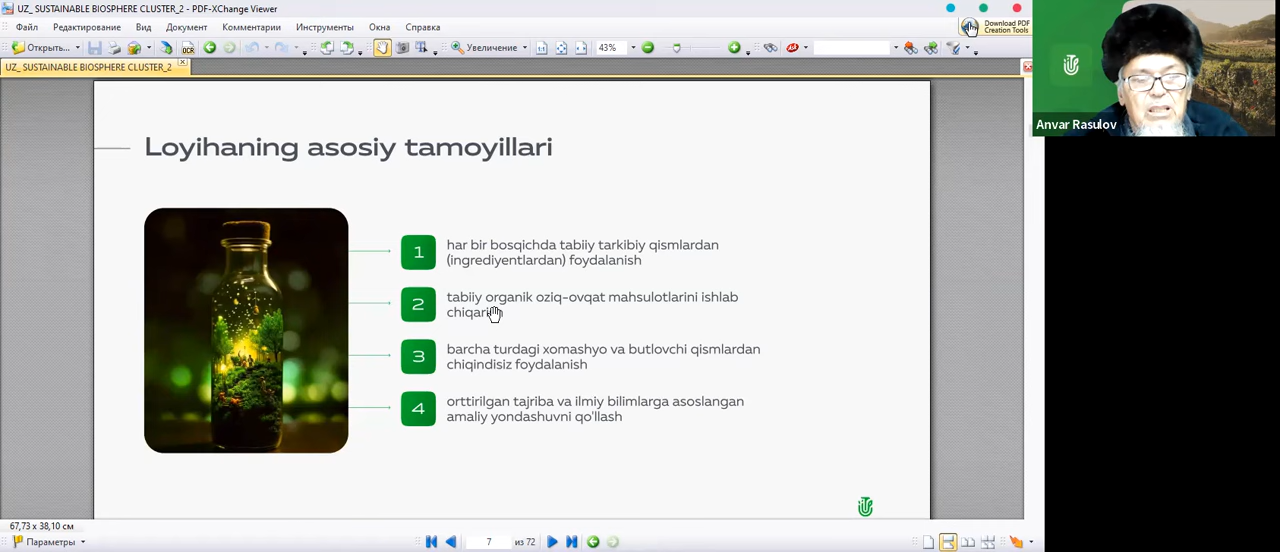 UZ_ SUSTAINABLE BIOSPHERE CLUSTER_2 - PDF-XChange Viewer
Файл Редактирование Вид Документ Комментарии Инструменты Окна Справка
Download PDF
Creation Tools
Открыть...
OCR
Увеличение
43%
UZ_ SUSTAINABLE BIOSPHERE CLUSTER_2
Anvar Rasulov
Loyihaning asosiy tamoyillari
1
har bir bosqichda tabiiy tarkibiy qismlardan
(ingrediyentlardan) foydalanish
2
tabiiy organik oziq-ovqat mahsulotlarini ishlab
chiqarish
3
barcha turdagi xomashyo va butlovchi qismlardan
chiqindisiz foydalanish
4
orttirilgan tajriba va ilmiy bilimlarga asoslangan
amaliy yondashuvni qo'llash
67,73 x 38,10 см
Параметры
7 из 72